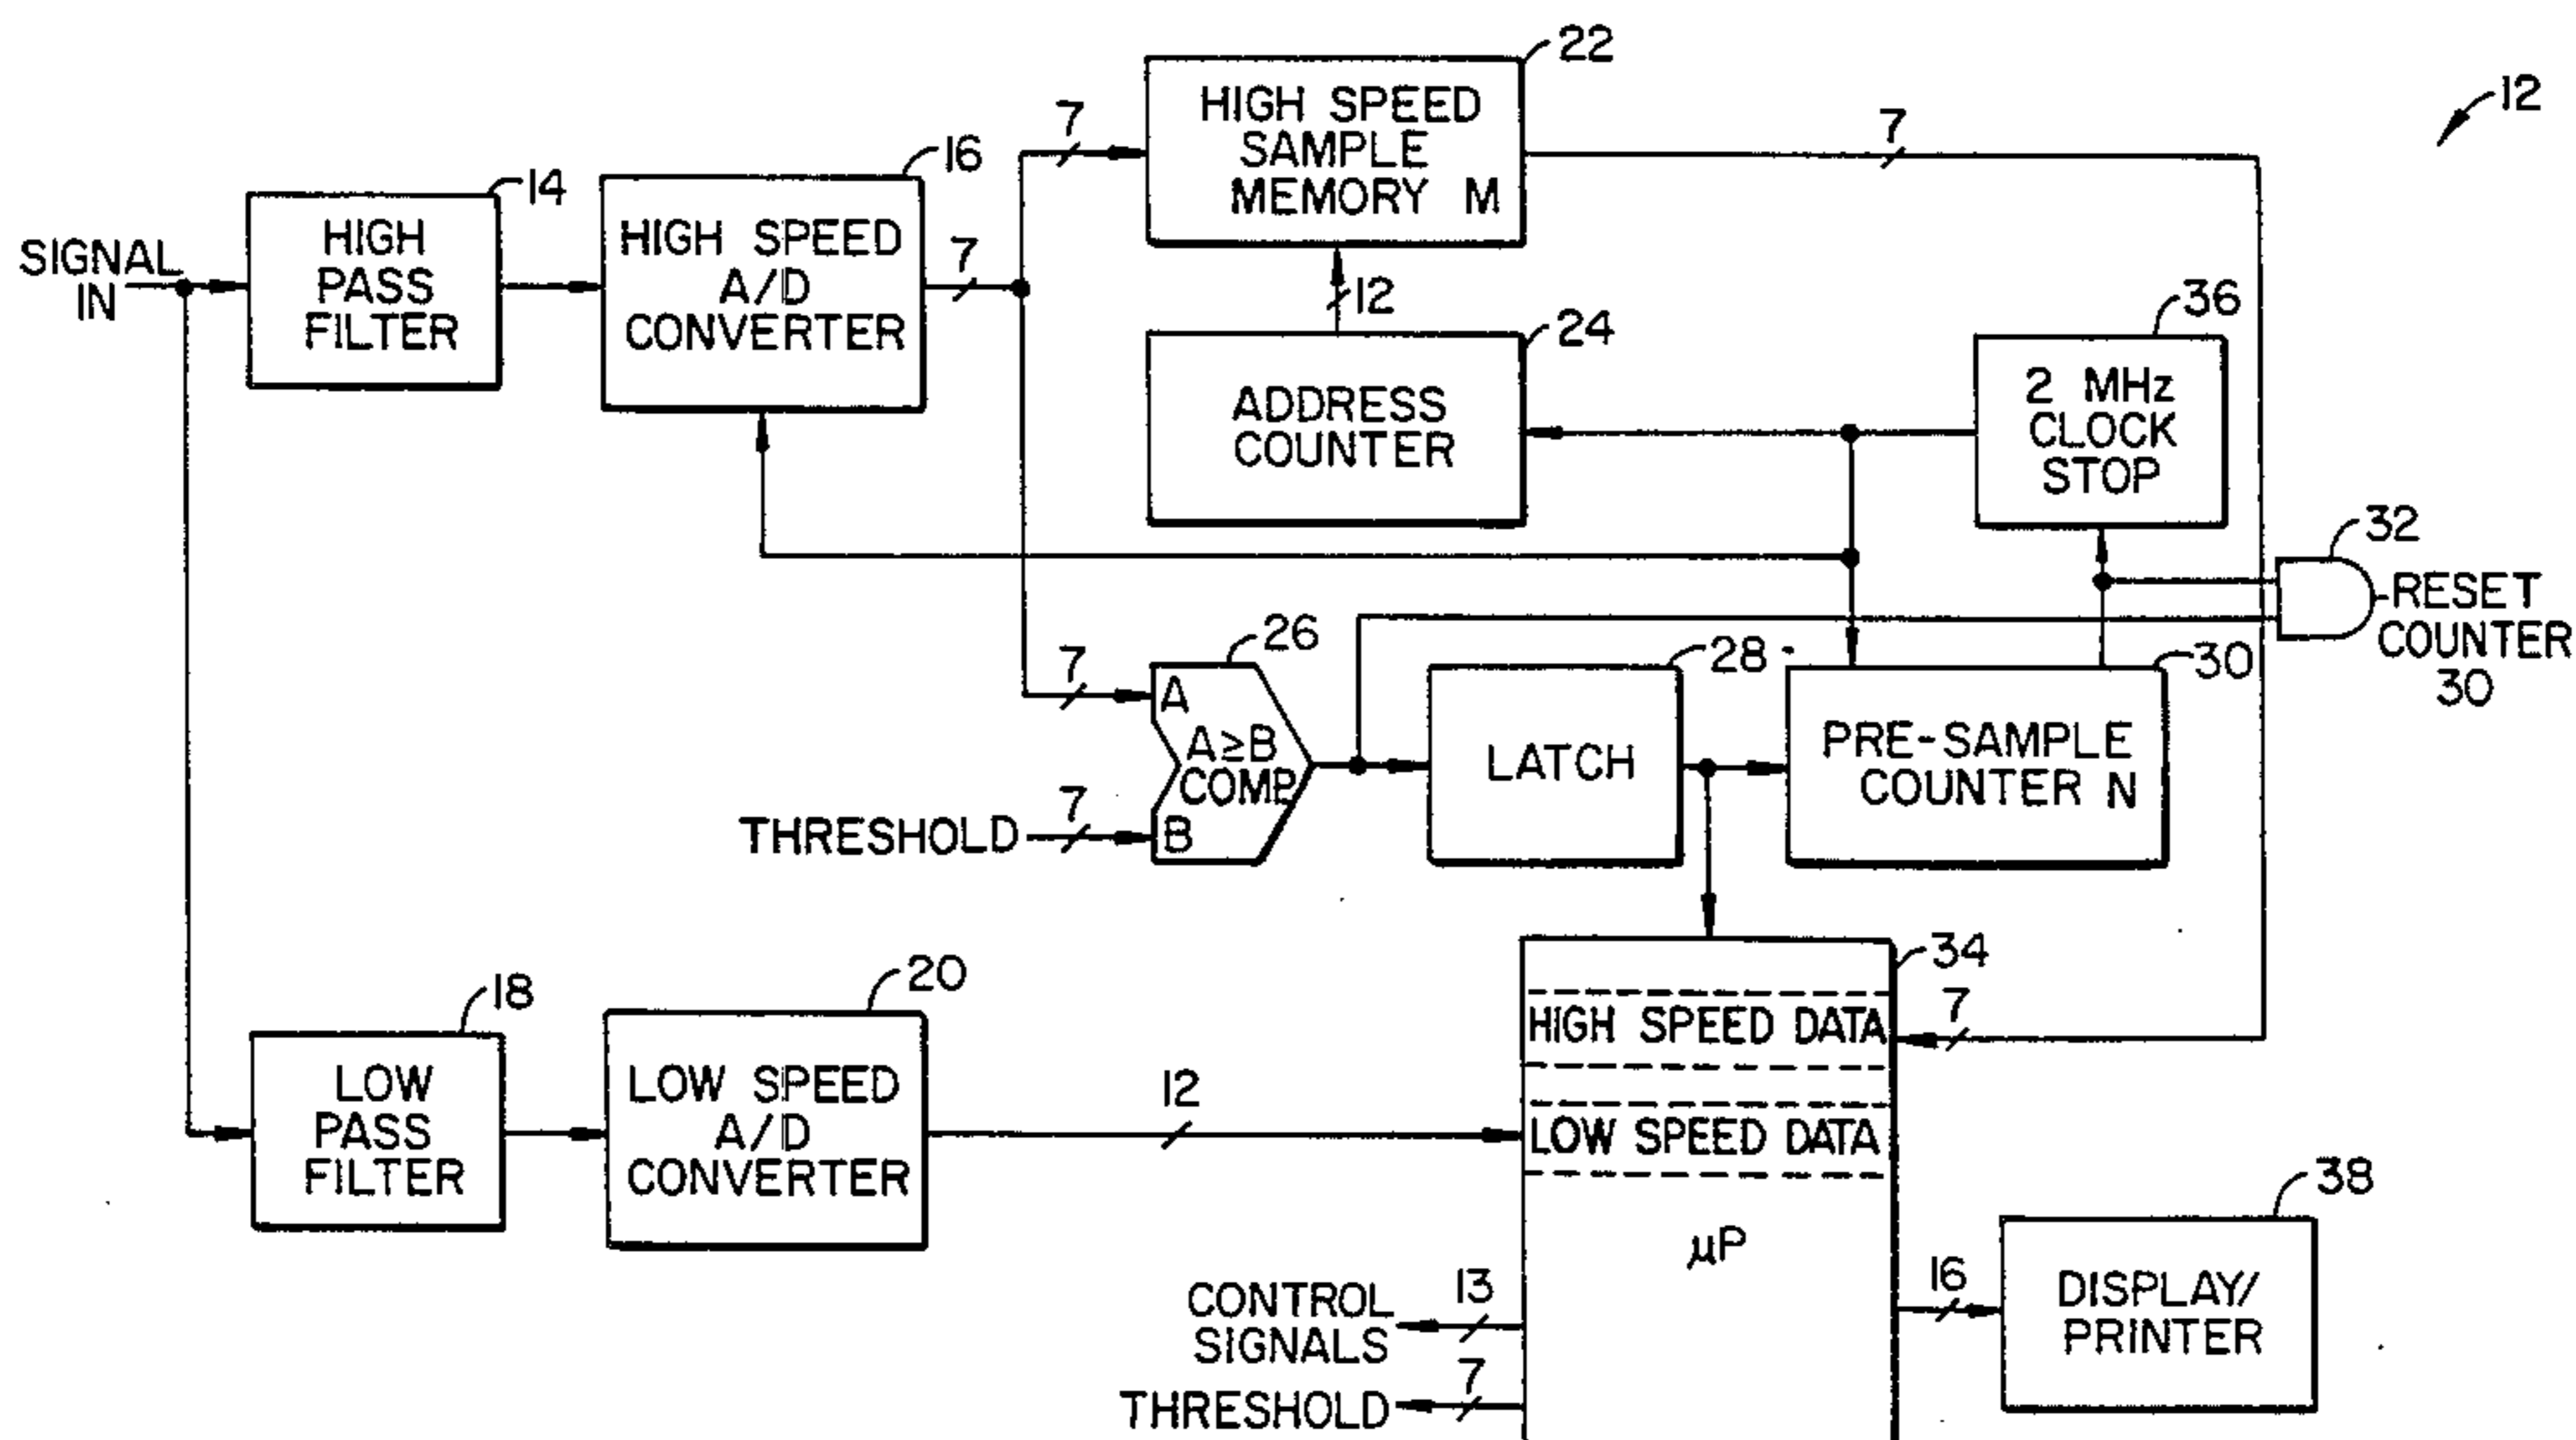 12
22
HIGH SPEED
SAMPLE
MEMORY M
7
7
14
HIGH
PASS
FILTER
16
HIGH SPEED
A/D
CONVERTER
7
SIGNAL
IN
12
24
ADDRESS
COUNTER
36
2 MHz
CLOCK
STOP
32
RESET
COUNTER
30
26
7
A
A≥B
COMP
B
7
THRESHOLD
28
LATCH
30
PRE-SAMPLE
COUNTER N
18
LOW
PASS
FILTER
20
LOW SPEED
A/D
CONVERTER
12
34
HIGH SPEED DATA
7
LOW SPEED DATA
μP
CONTROL
SIGNALS
13
THRESHOLD
7
16
38
DISPLAY/
PRINTER